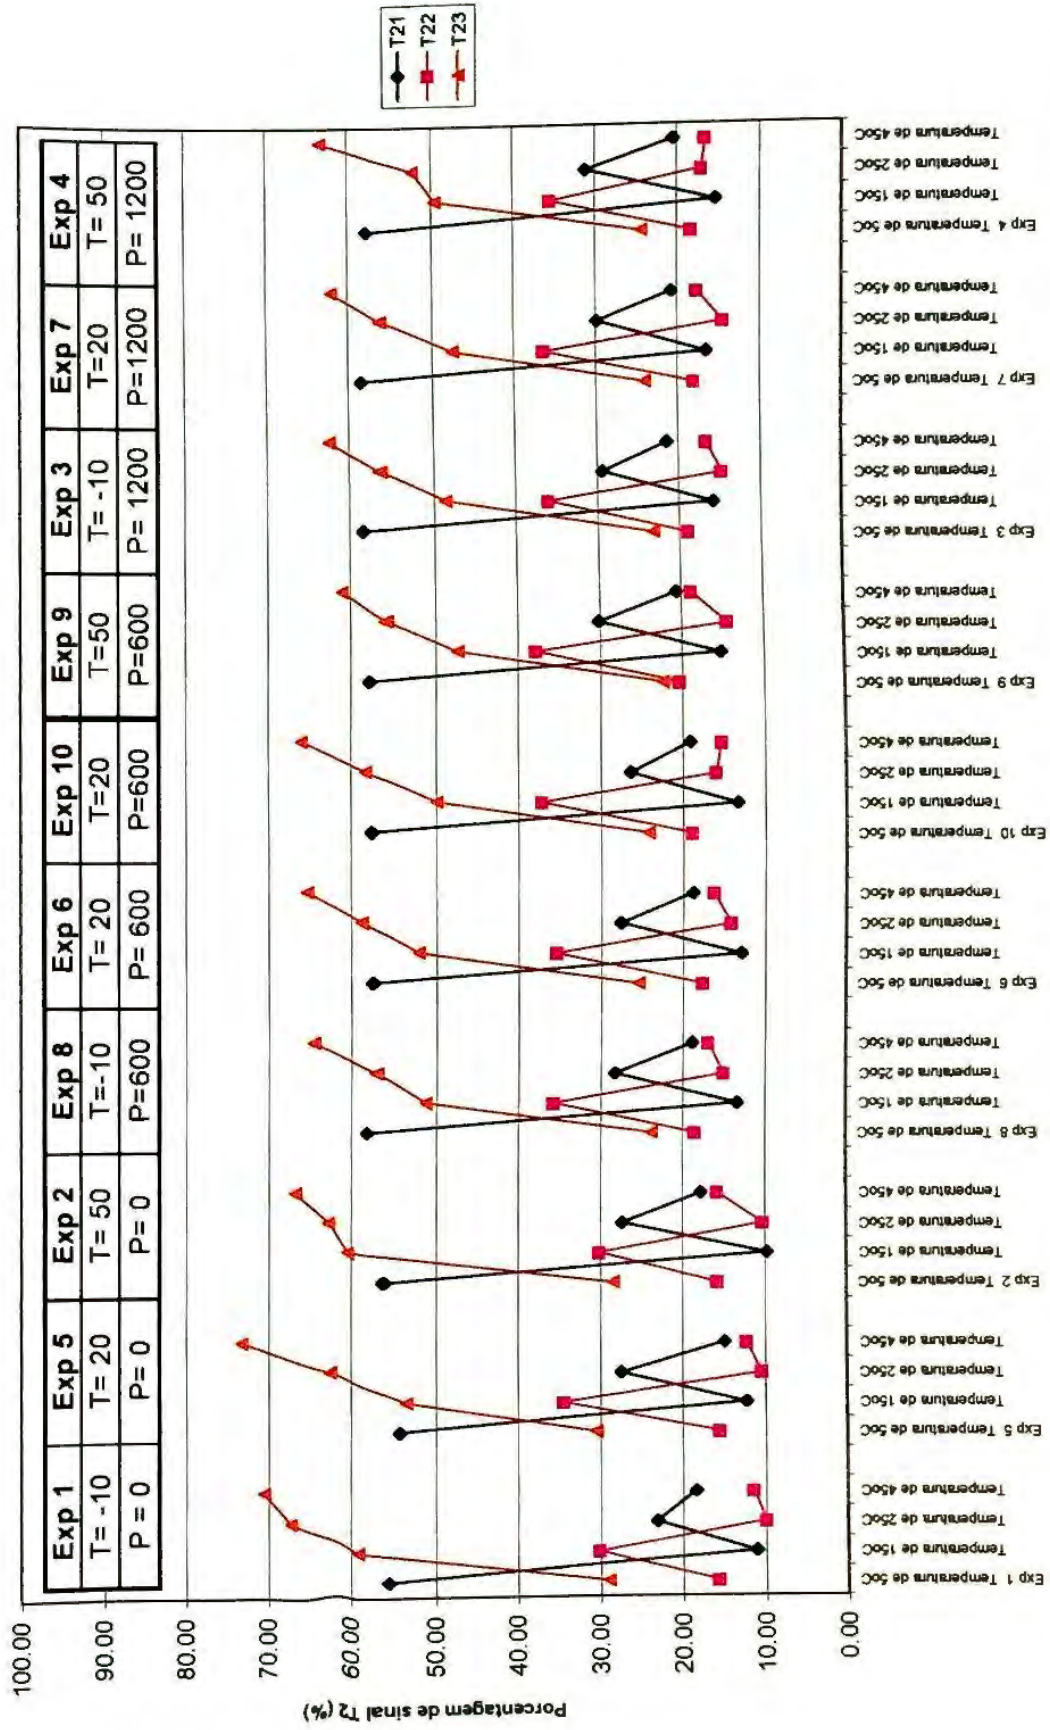 Exp 1 Exp 5 Exp 2 Exp 8 Exp 6 Exp 10 Exp 9 Exp 3 Exp 7 Exp 4
T= -10 T= 20 T= 50 T=-10 T= 20 T=20 T=50 T= -10 T=20 T= 50
P = 0 P= 0 P= 0 P=600 P= 600 P=600 P=600 P= 1200 P=1200 P= 1200
T21
T22
T23
Porcentagem de sinal T2 (%)
100.00
90.00
80.00
70.00
60.00
50.00
40.00
30.00
20.00
10.00
0.00
Exp 1 Temperatura de 5oC
Temperatura de 15oC
Temperatura de 25oC
Temperatura de 45oC
Exp 5 Temperatura de 5oC
Temperatura de 15oC
Temperatura de 25oC
Temperatura de 45oC
Exp 2 Temperatura de 5oC
Temperatura de 15oC
Temperatura de 25oC
Temperatura de 45oC
Exp 8 Temperatura de 5oC
Temperatura de 15oC
Temperatura de 25oC
Temperatura de 45oC
Exp 6 Temperatura de 5oC
Temperatura de 15oC
Temperatura de 25oC
Temperatura de 45oC
Exp 10 Temperatura de 5oC
Temperatura de 15oC
Temperatura de 25oC
Temperatura de 45oC
Exp 9 Temperatura de 5oC
Temperatura de 15oC
Temperatura de 25oC
Temperatura de 45oC
Exp 3 Temperatura de 5oC
Temperatura de 15oC
Temperatura de 25oC
Temperatura de 45oC
Exp 7 Temperatura de 5oC
Temperatura de 15oC
Temperatura de 25oC
Temperatura de 45oC
Exp 4 Temperatura de 5oC
Temperatura de 15oC
Temperatura de 25oC
Temperatura de 45oC